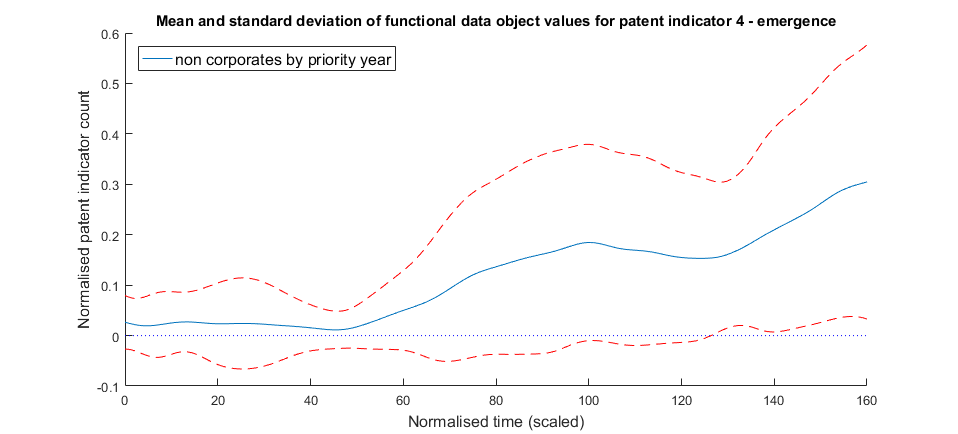 Mean and standard deviation of functional data object values for patent indicator 4 - emergence
non corporates by priority year
Normalised patent indicator count
0.6
0.5
0.4
0.3
0.2
0.1
0
-0.1
0 20 40 60 80 100 120 140 160
Normalised time (scaled)